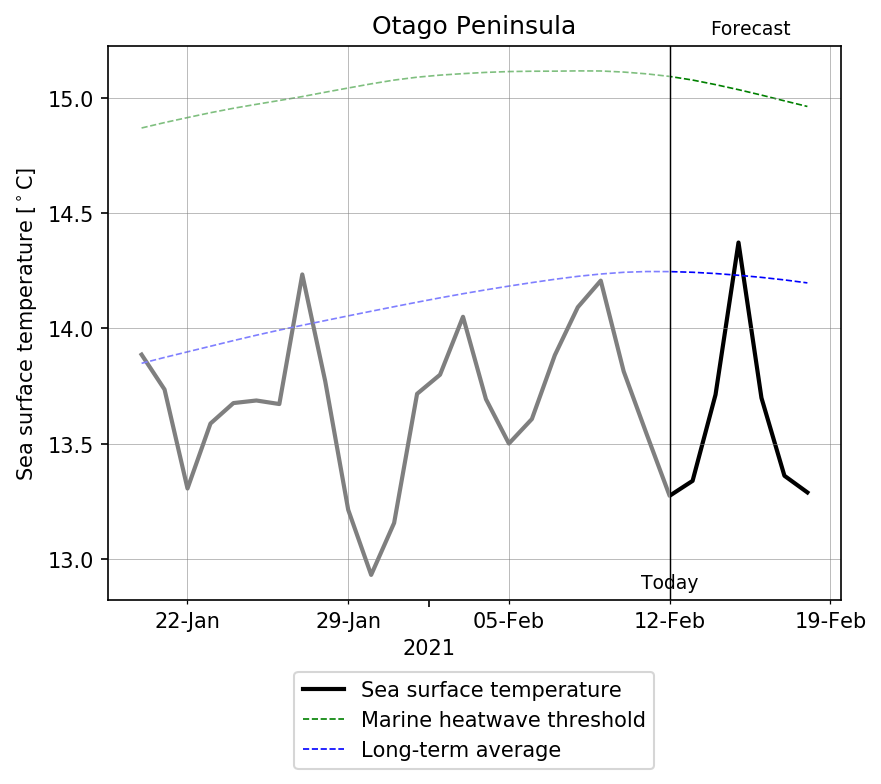 Otago Peninsula
Forecast
Sea surface temperature [°C]
15.0
14.5
14.0
13.5
13.0
Today
22-Jan
29-Jan
05-Feb
12-Feb
19-Feb
2021
Sea surface temperature
Marine heatwave threshold
Long-term average